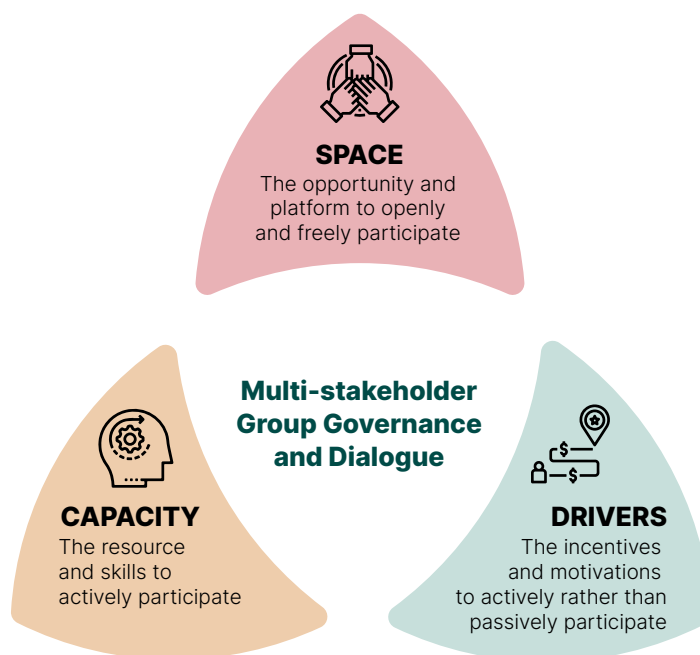 SPACE
The opportunity and
platform to openly
and freely participate
Multi-stakeholder
Group Governance
and Dialogue
CAPACITY
The resource
and skills to
actively participate
$
$
DRIVERS
The incentives
and motivations
to actively rather than
passively participate